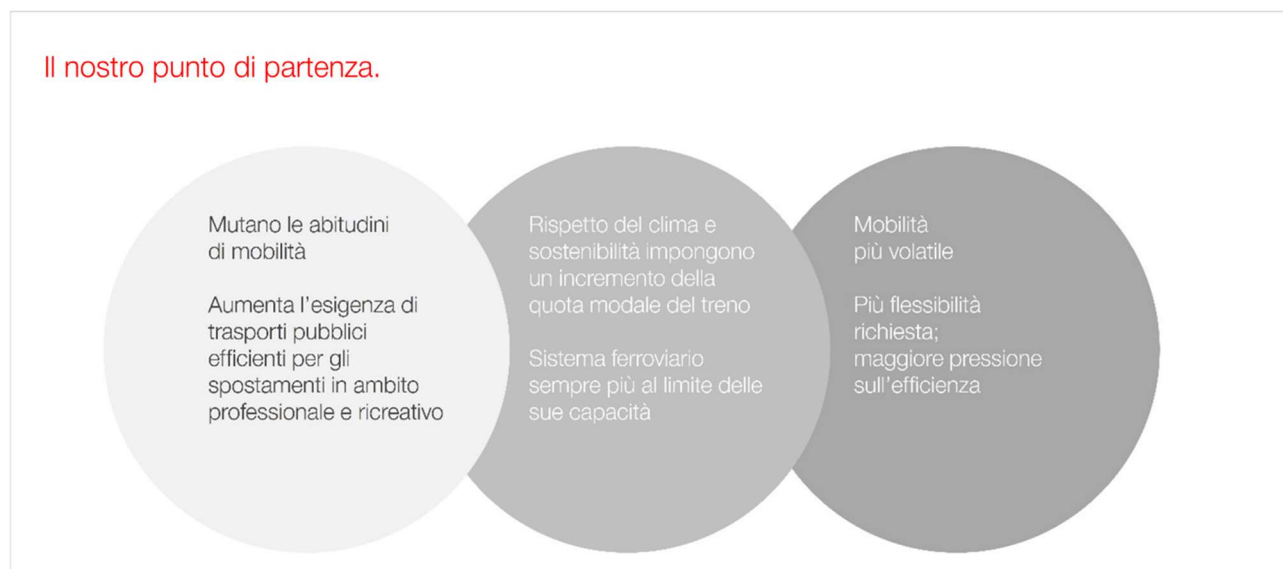 Il nostro punto di partenza.
Mutano le abitudini
di mobilità
Aumenta l'esigenza di
trasporti pubblici
efficienti per gli
spostamenti in ambito
professionale e ricreativo
Rispetto del clima e
sostenibilità impongono
un incremento della
quota modale del treno
Sistema ferroviario
sempre più al limite delle
sue capacità
Mobilità
più volatile
Più flessibilità
richiesta;
maggiore pressione
sull'efficienza